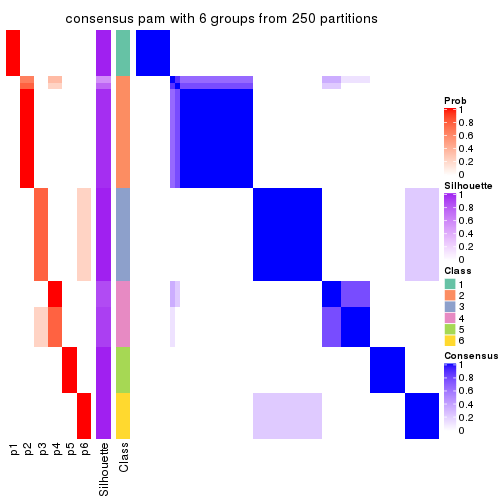 consensus pam with 6 groups from 250 partitions
Prob
1
0.8
0.6
0.4
0.2
0
Silhouette
1
0.8
0.6
0.4
0.2
0
Class
1
2
3
4
5
6
Consensus
1
0.8
0.6
0.4
0.2
0
p1
p2
p3
p4
p5
p6
Silhouette
Class